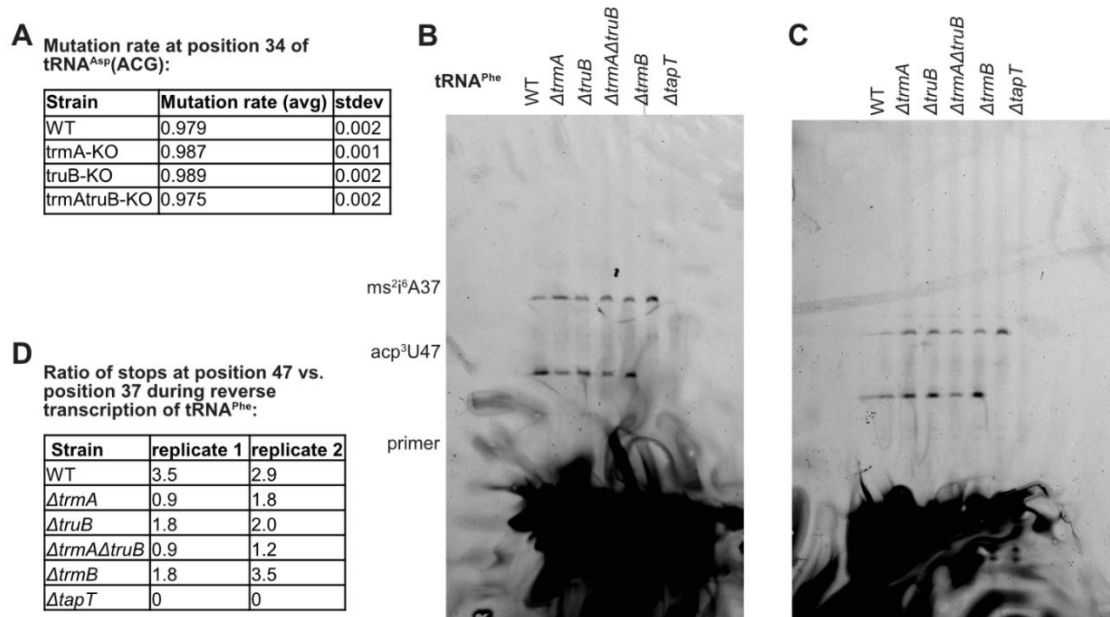 A Mutation rate at position 34 of
tRNAAsp(ACG):
Strain Mutation rate (avg) stdev
WT 0.979 0.002
trmA-KO 0.987 0.001
truB-KO 0.989 0.002
trmAtruB-KO 0.975 0.002
B
tRNAPhe
WT
ΔtrmA
ΔtruB
ΔtrmAΔtruB
ΔtrmB
ΔtapT
ms²i⁶A37
acp³U47
primer
C
WT
ΔtrmA
ΔtruB
ΔtrmAΔtruB
ΔtrmB
ΔtapT
D Ratio of stops at position 47 vs.
position 37 during reverse
transcription of tRNAPhe:
Strain replicate 1 replicate 2
WT 3.5 2.9
ΔtrmA 0.9 1.8
ΔtruB 1.8 2.0
ΔtrmAΔtruB 0.9 1.2
ΔtrmB 1.8 3.5
ΔtapT 0 0